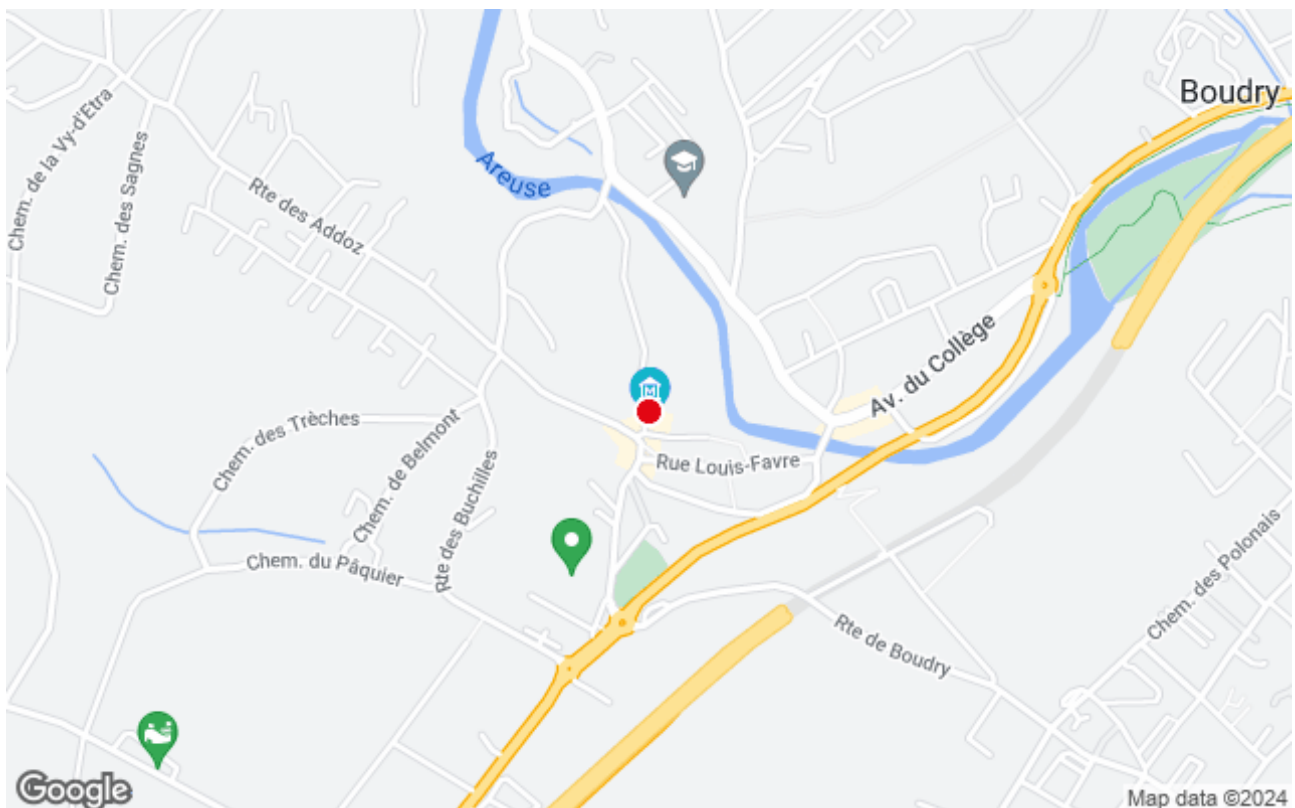 Boudry
Chem. de la Vy-d'Etra
Chem. des Sagnes
Areuse
Rte des Addoz
Av. du Collège
Chem. des Trèches
Chem. de Belmont
Rue Louis-Favre
Rte des Buchilles
Chem. du Pâquier
Chem. des Polonais
Rte de Boudry
Google
Map data ©2024